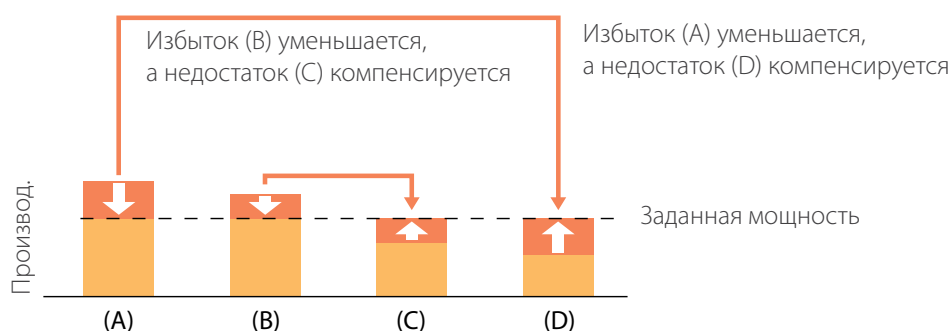 Избыток (B) уменьшается,
а недостаток (C) компенсируется
Избыток (A) уменьшается,
а недостаток (D) компенсируется
Производ.
Заданная мощность
(A)
(B)
(C)
(D)